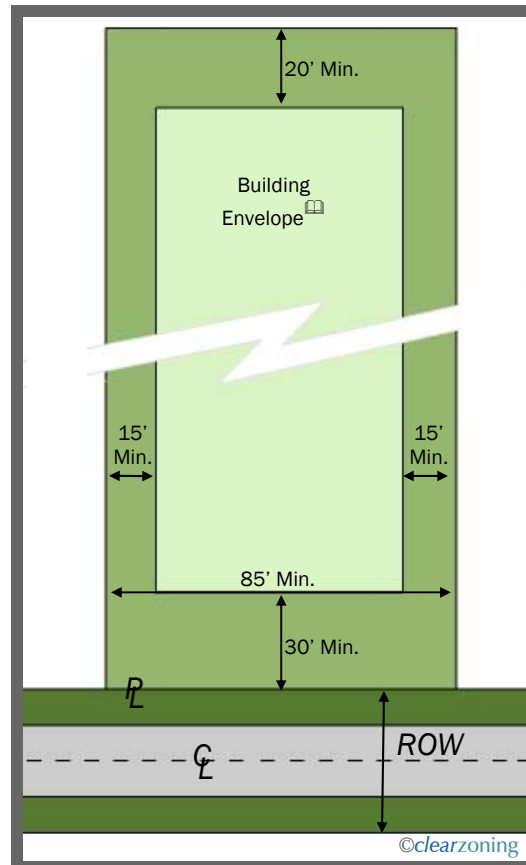 20’ Min.
Building
Envelope
15’
Min.
15’
Min.
85’ Min.
30’ Min.
PL
ROW
CL
©clearzoning